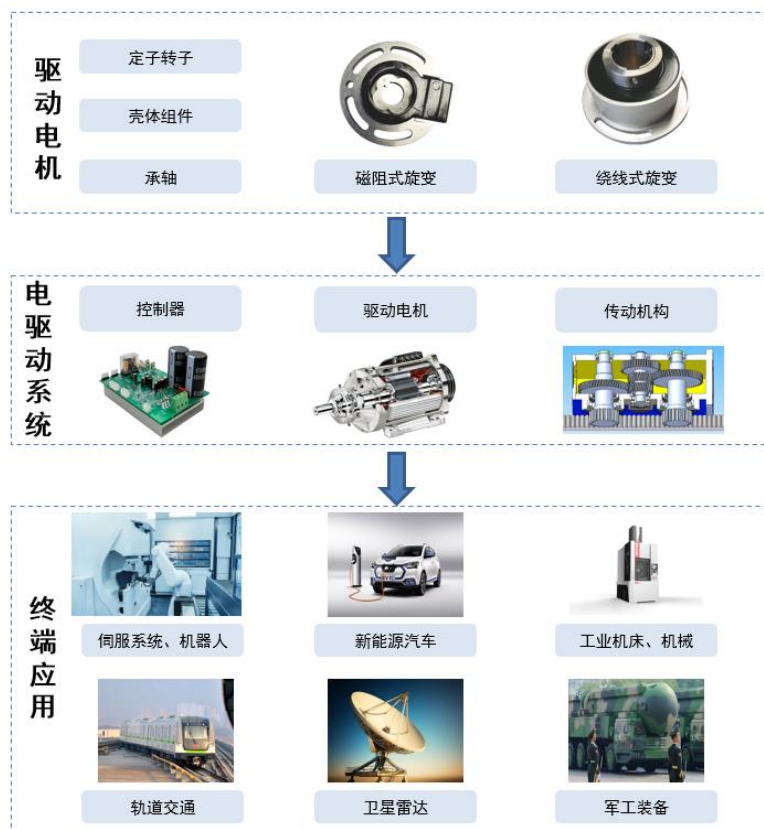 驱动电机
定子转子
壳体组件
承轴
磁阻式旋变
绕线式旋变
电驱动系统
控制器
驱动电机
传动机构
终端应用
伺服系统、机器人
新能源汽车
工业机床、机械
轨道交通
卫星雷达
军工装备